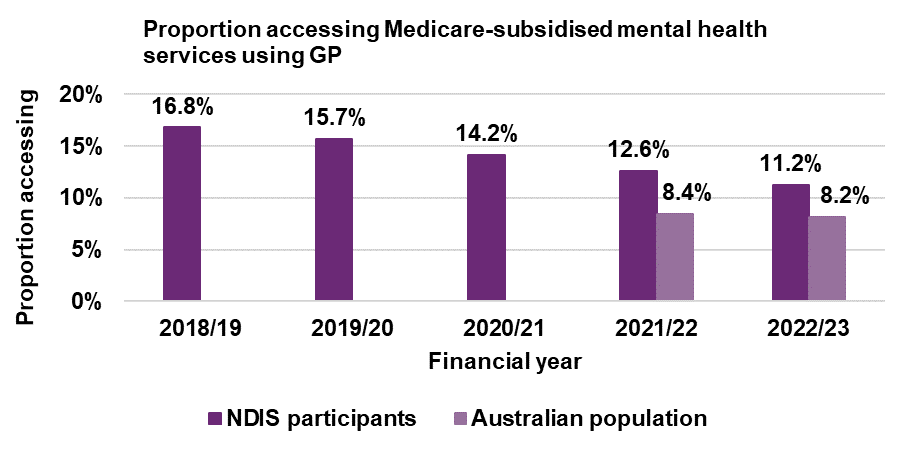 Proportion accessing Medicare-subsidised mental health
services using GP
Proportion accessing
20%
15%
10%
5%
0%
16.8%
15.7%
14.2%
12.6%
8.4%
11.2%
8.2%
2018/19
2019/20
2020/21
2021/22
2022/23
Financial year
NDIS participants
Australian population